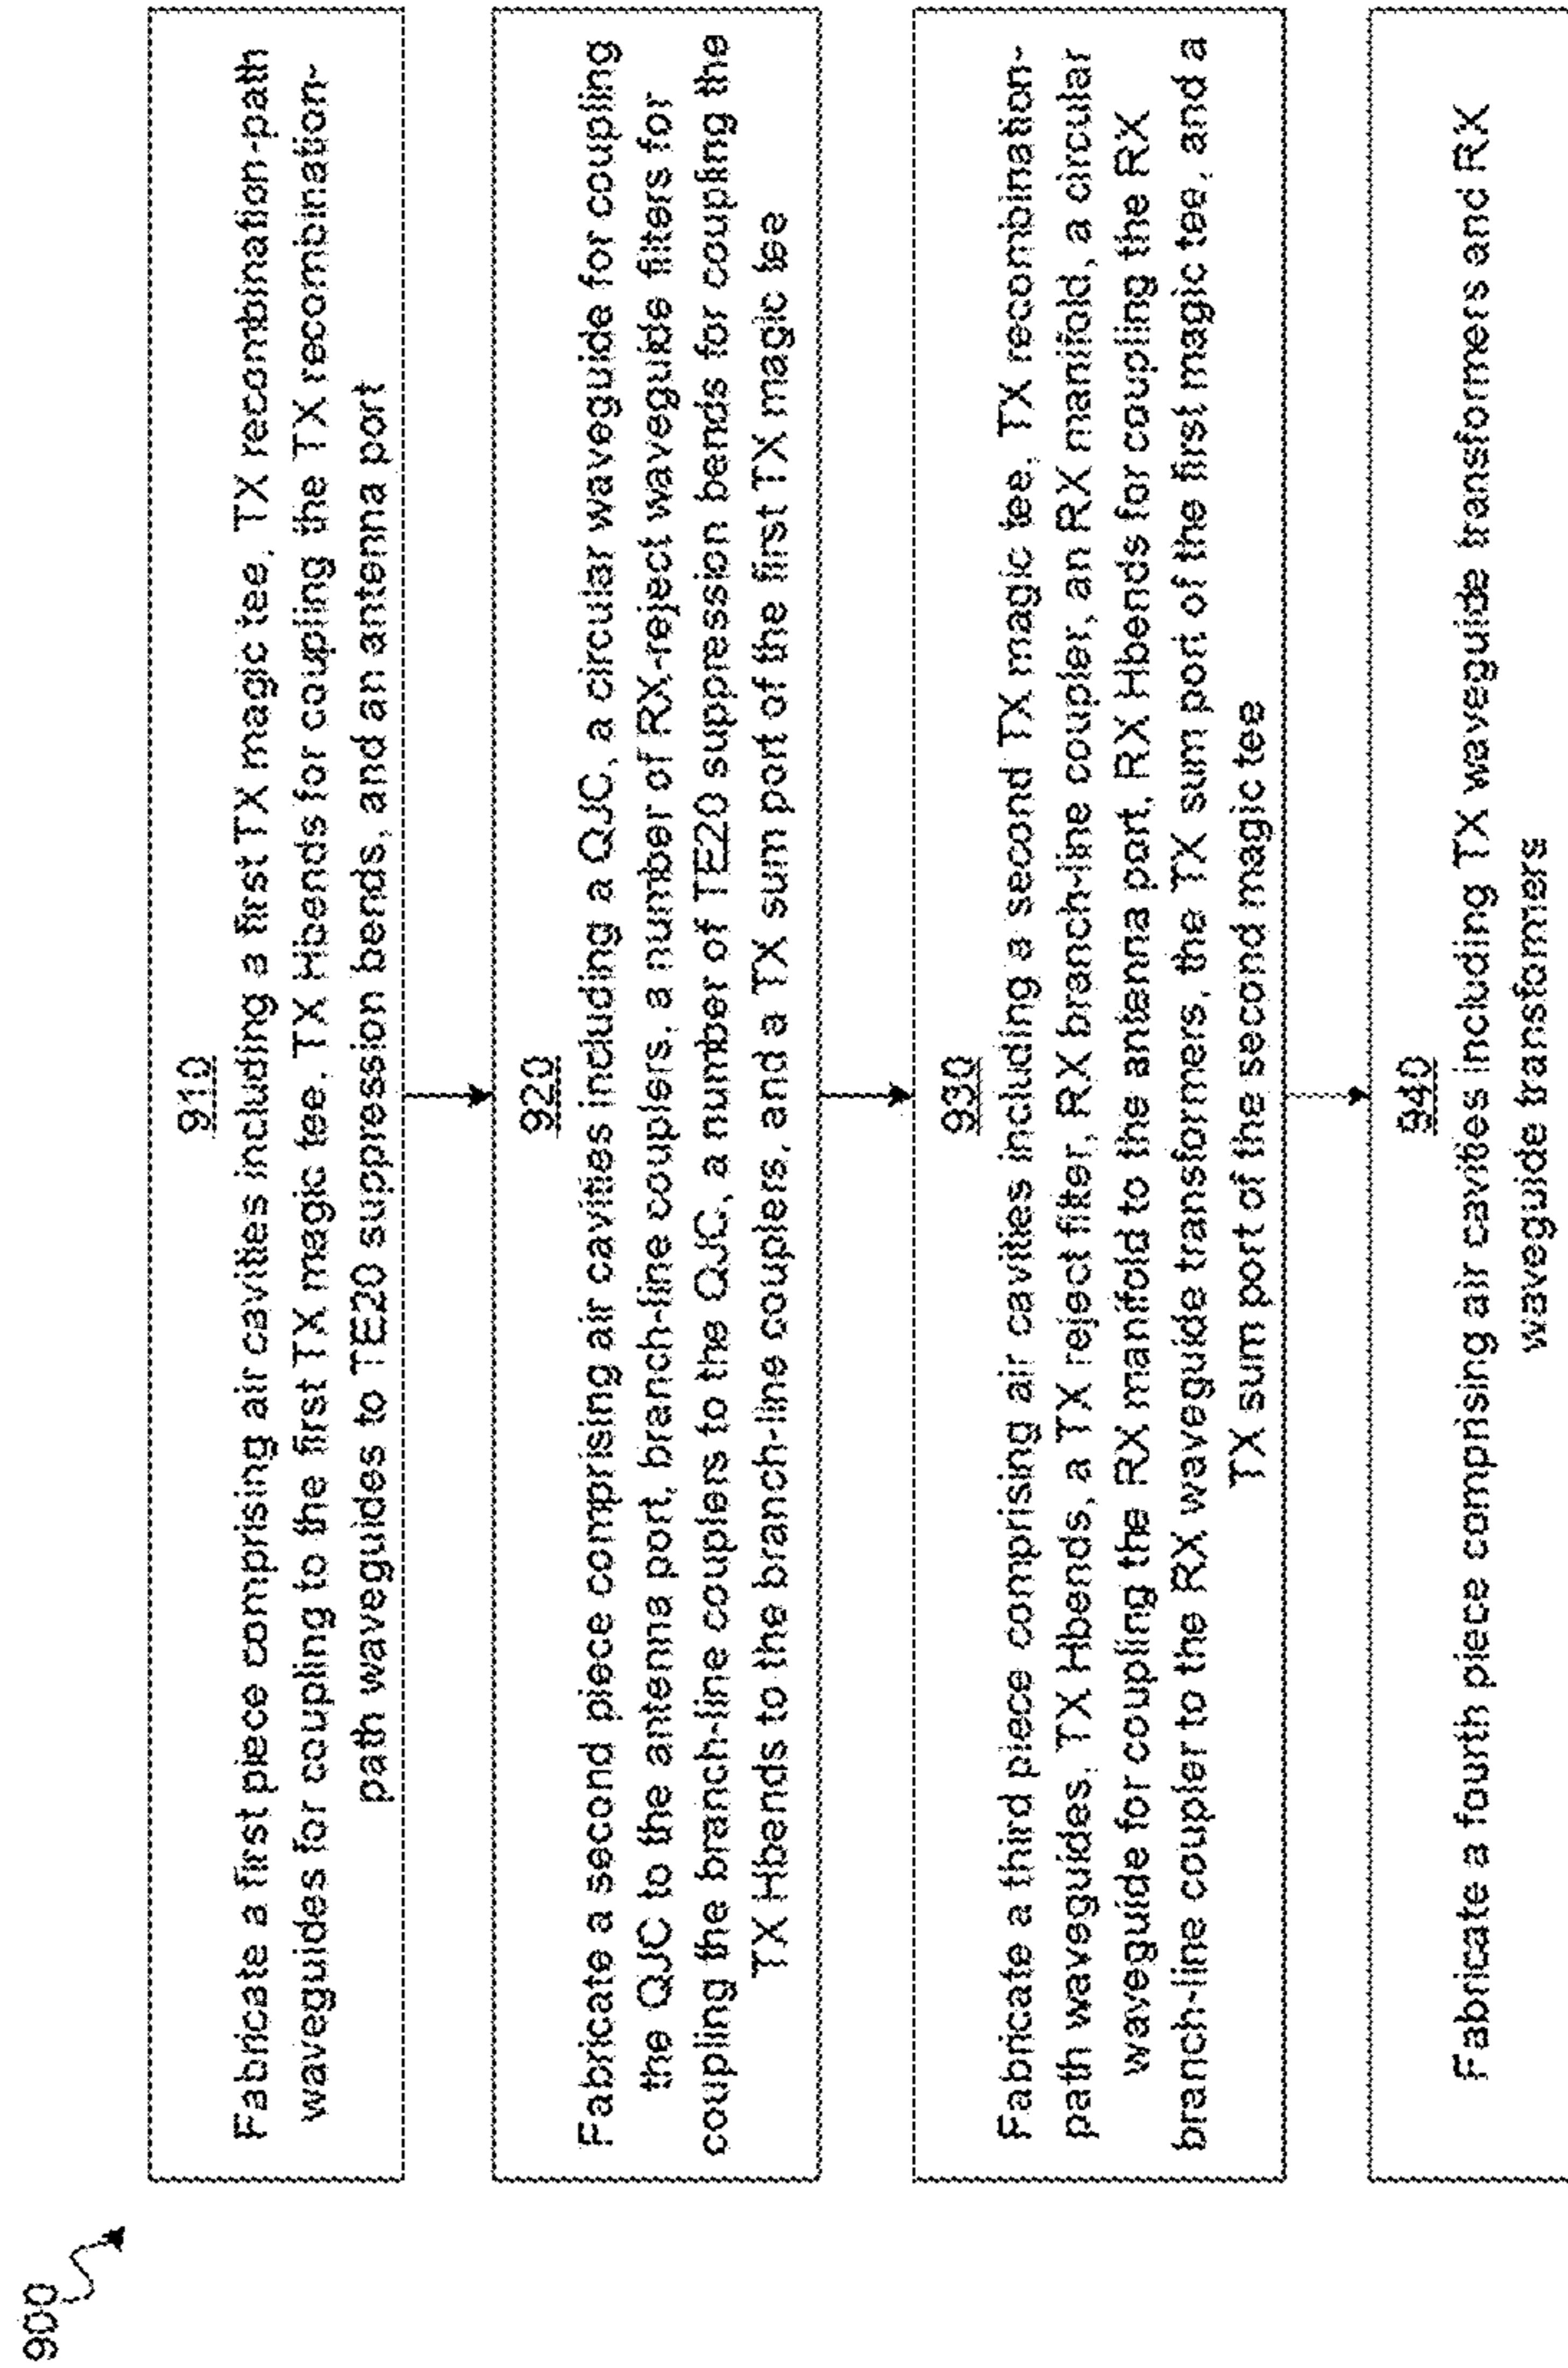 900
910
Fabricate a first piece comprising air cavities including a first TX magic tee, TX recombination-path
waveguides for coupling to the first TX magic tee, TX Hbends for coupling the TX recombination-
path waveguides to TE20 suppression bends, and an antenna port
920
Fabricate a second piece comprising air cavities including a QJC, a circular waveguide for coupling
the QJC to the antenna port, branch-line couplers, a number of RX-reject waveguide filters for
coupling the branch-line couplers to the QJC, a number of TE20 suppression bends for coupling the
TX Hbends to the branch-line couplers, and a TX sum port of the first TX magic tee
930
Fabricate a third piece comprising air cavities including a second TX magic tee, TX recombination-
path waveguides, TX Hbends, a TX reject filter, RX branch-line coupler, an RX manifold, a circular
waveguide for coupling the RX manifold to the antenna port, RX Hbends for coupling the RX
branch-line coupler to the RX waveguide transformers, the TX sum port of the first magic tee, and a
TX sum port of the second magic tee
940
Fabricate a fourth piece comprising air cavities including TX waveguide transformers and RX
waveguide transformers